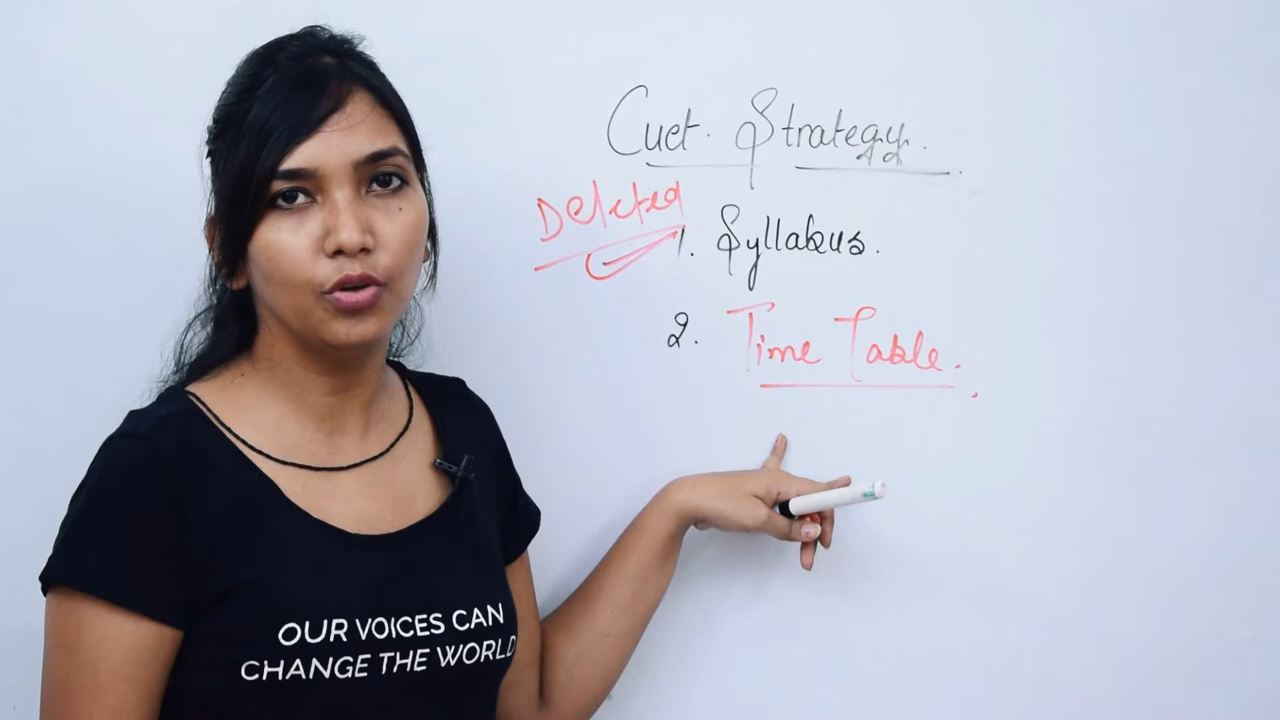 Cuet. Strategy.
Deleted
1. Syllabus.
2. Time Table.
OUR VOICES CAN
CHANGE THE WORLD